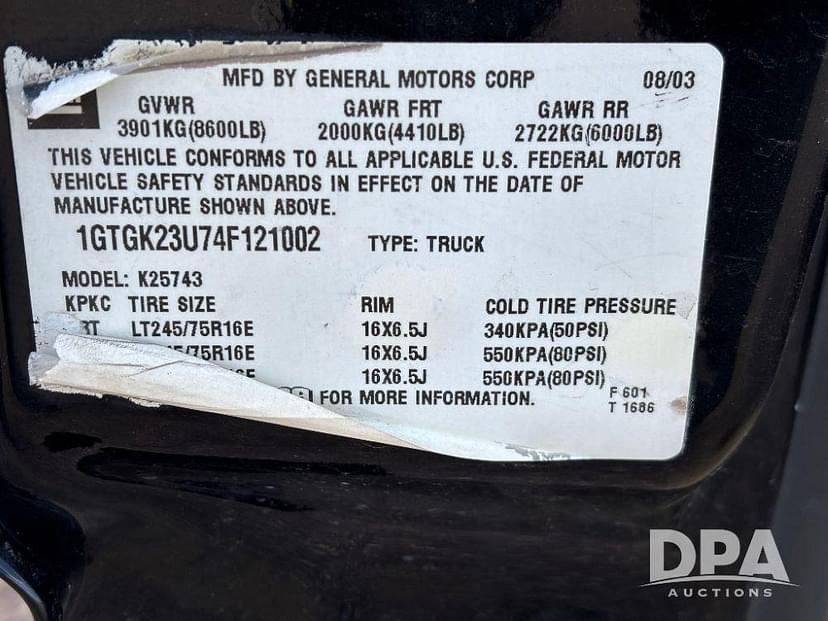 MFD BY GENERAL MOTORS CORP 08/03
GVWR GAWR FRT GAWR RR
3901KG(8600LB) 2000KG(4410LB) 2722KG(6000LB)
THIS VEHICLE CONFORMS TO ALL APPLICABLE U.S. FEDERAL MOTOR
VEHICLE SAFETY STANDARDS IN EFFECT ON THE DATE OF
MANUFACTURE SHOWN ABOVE.
1GTGK23U74F121002 TYPE: TRUCK
MODEL: K25743
KPKC TIRE SIZE RIM COLD TIRE PRESSURE
LT245/75R16E 16X6.5J 340KPA(50PSI)
16X6.5J 550KPA(80PSI)
16X6.5J 550KPA(80PSI)
FOR MORE INFORMATION.
F 601
T 1686
DPA
AUCTIONS